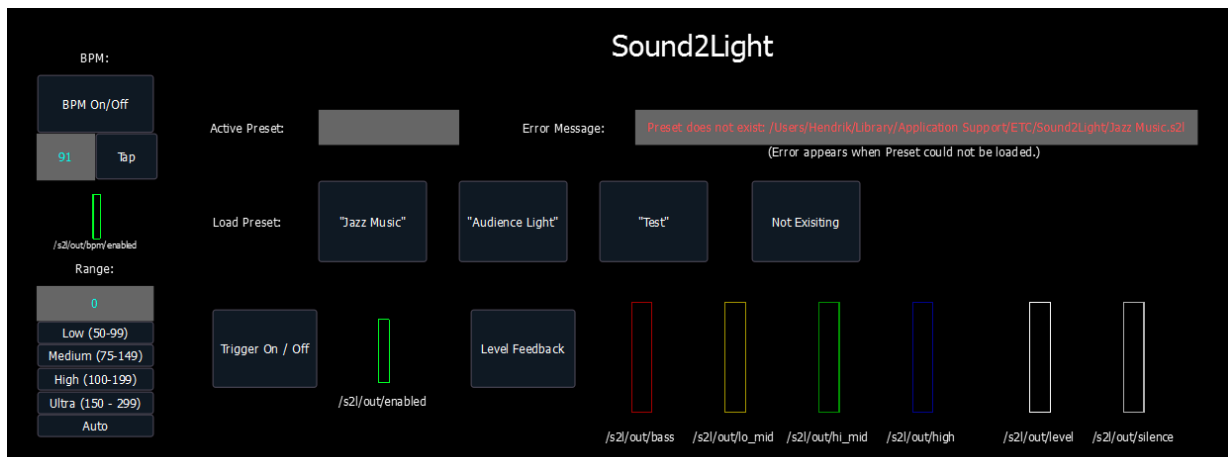 Sound2Light
BPM:
BPM On/Off
91
Tap
/s2l/out/bpm/enabled
Range:
0
Low (50-99)
Medium (75-149)
High (100-199)
Ultra (150 - 299)
Auto
Active Preset:
Error Message:
Preset does not exist: /Users/Hendrik/Library/Application Support/ETC/Sound2Light/Jazz Music.s2l
(Error appears when Preset could not be loaded.)
Load Preset:
"Jazz Music"
"Audience Light"
"Test"
Not Exisiting
Trigger On / Off
/s2l/out/enabled
Level Feedback
/s2l/out/bass
/s2l/out/lo_mid
/s2l/out/hi_mid
/s2l/out/high
/s2l/out/level
/s2l/out/silence